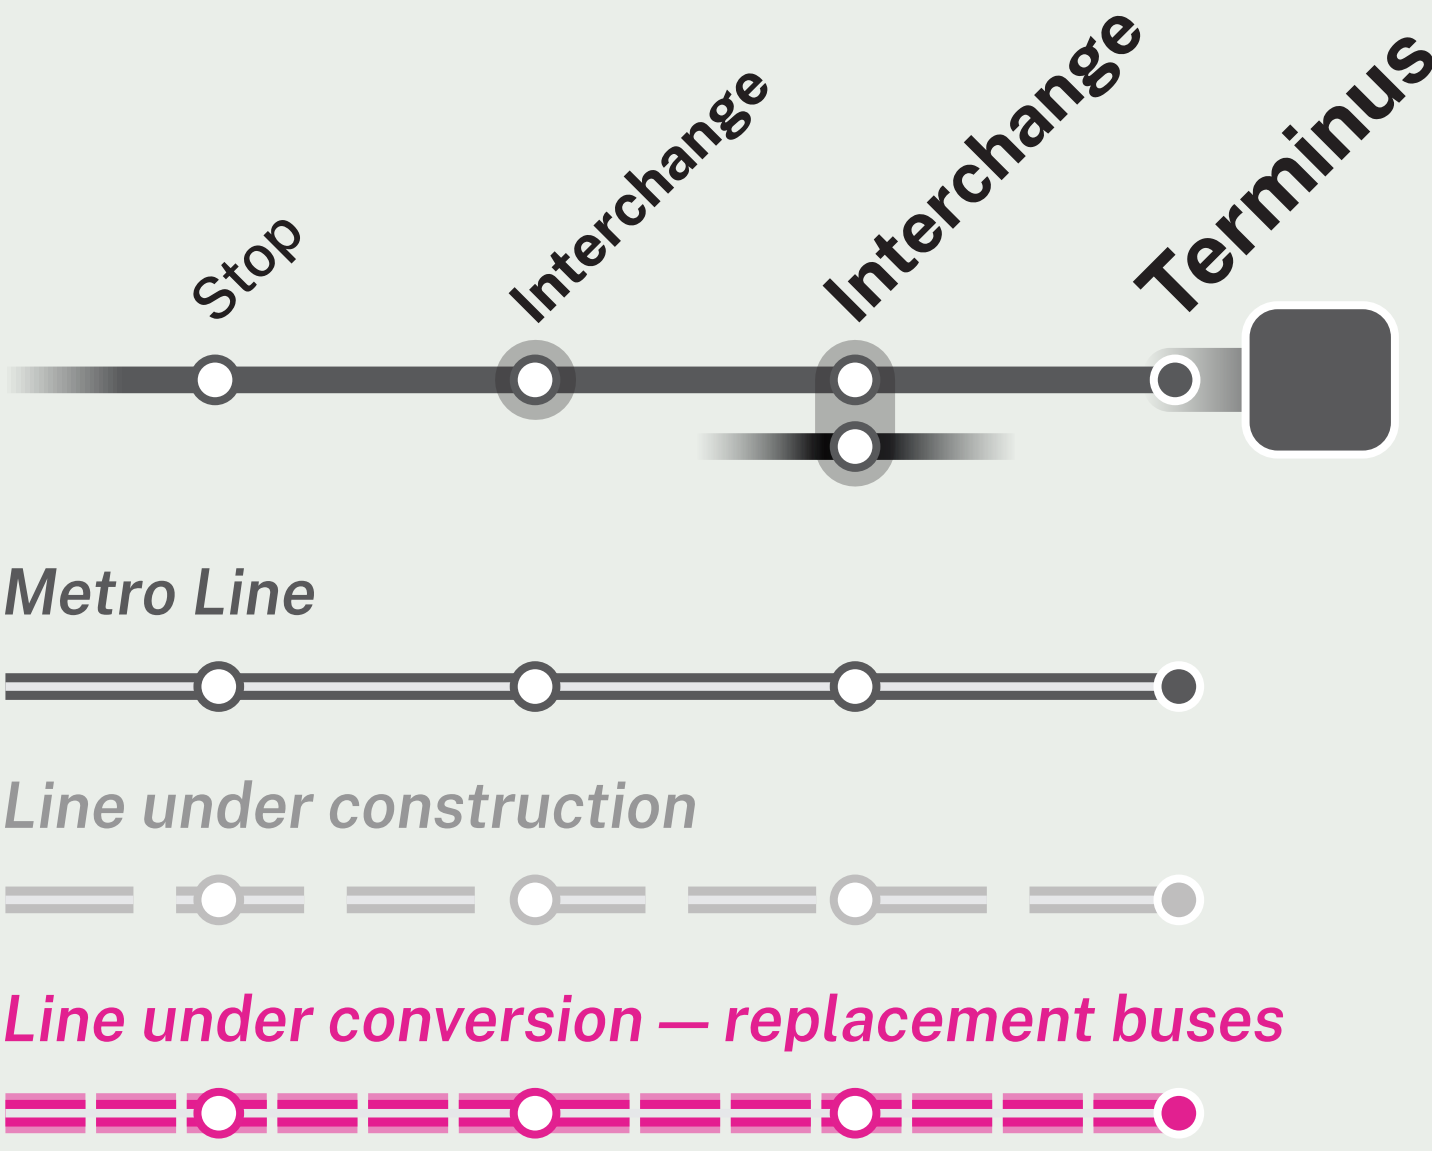 Stop
Interchange
Interchange
Terminus
Metro Line
Line under construction
Line under conversion — replacement buses